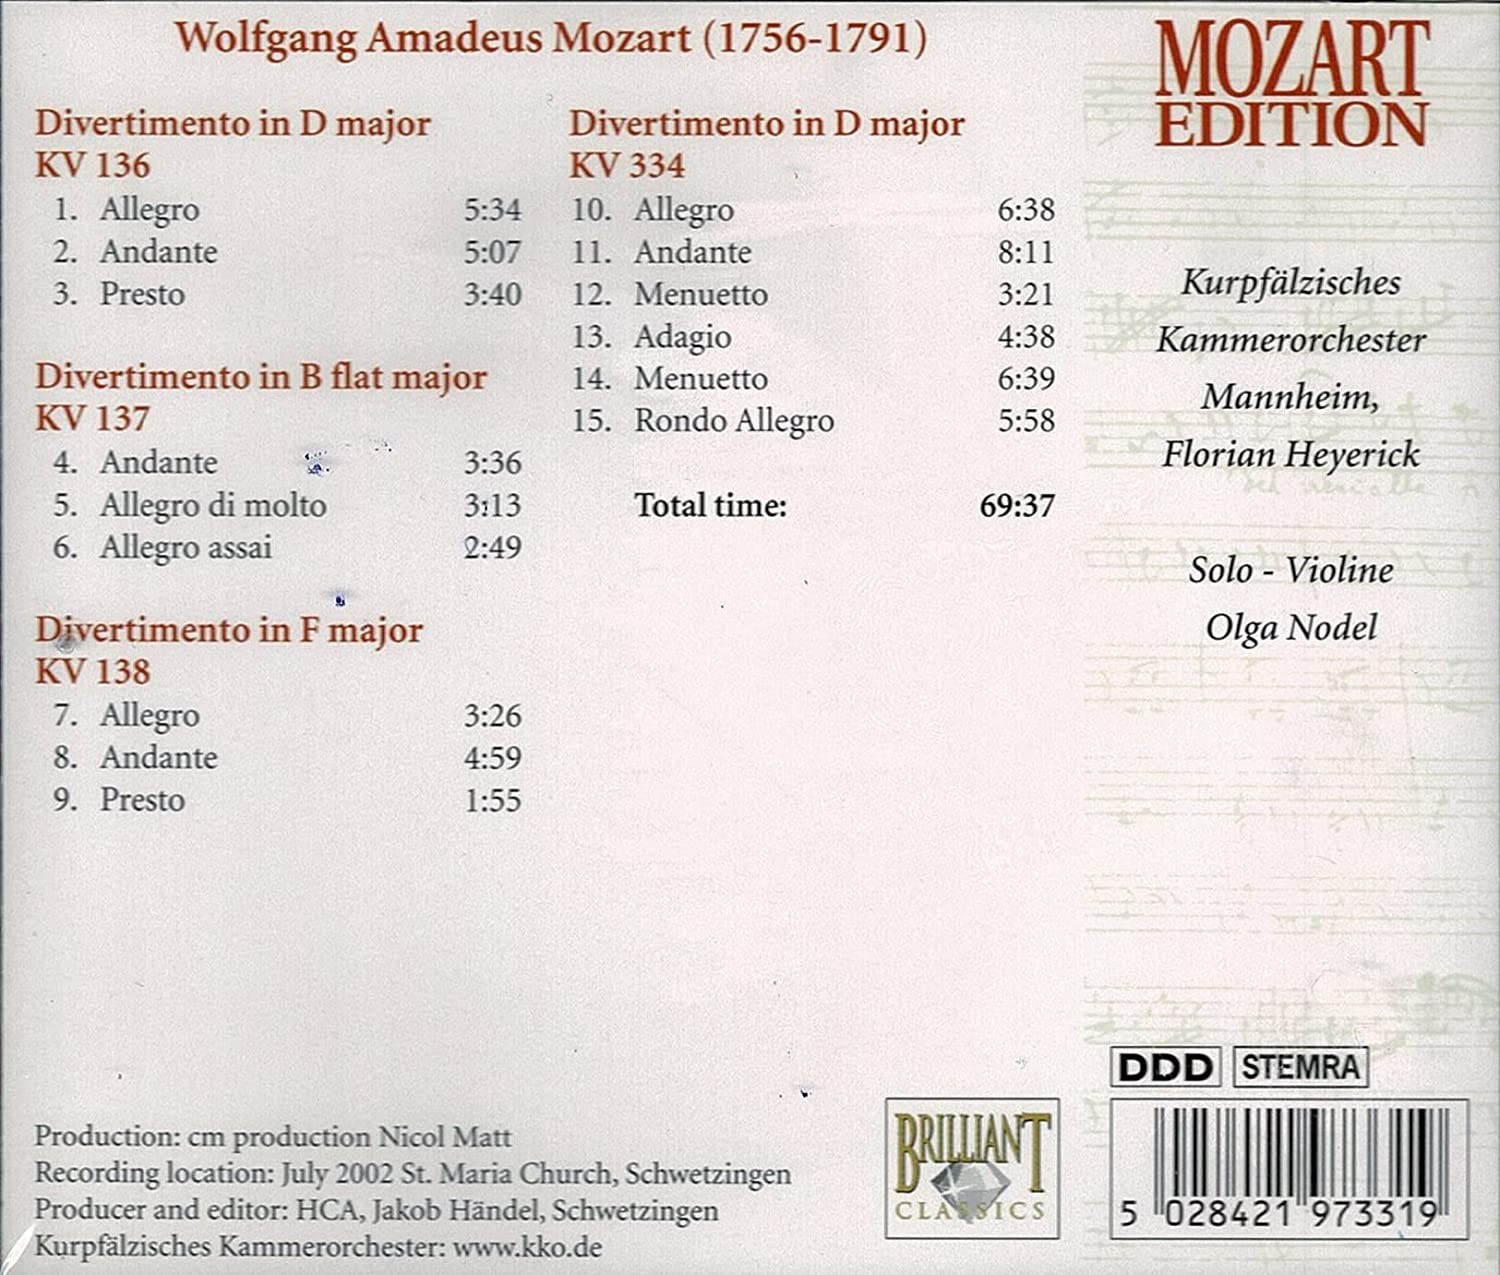 Wolfgang Amadeus Mozart (1756-1791)
Divertimento in D major
KV 136
1. Allegro 5:34
2. Andante 5:07
3. Presto 3:40
Divertimento in B flat major
KV 137
4. Andante 3:36
5. Allegro di molto 3:13
6. Allegro assai 2:49
Divertimento in F major
KV 138
7. Allegro 3:26
8. Andante 4:59
9. Presto 1:55
Divertimento in D major
KV 334
10. Allegro 6:38
11. Andante 8:11
12. Menuetto 3:21
13. Adagio 4:38
14. Menuetto 6:39
15. Rondo Allegro 5:58
Total time: 69:37
MOZART
EDITION
Kurpfälzisches
Kammerorchester
Mannheim,
Florian Heyerick
Solo - Violine
Olga Nodel
Production: cm production Nicol Matt
Recording location: July 2002 St. Maria Church, Schwetzingen
Producer and editor: HCA, Jakob Händel, Schwetzingen
Kurpfälzisches Kammerorchester: www.kko.de
BRILLIANT
CLASSICS
DDD STEMRA
5 028421 973319